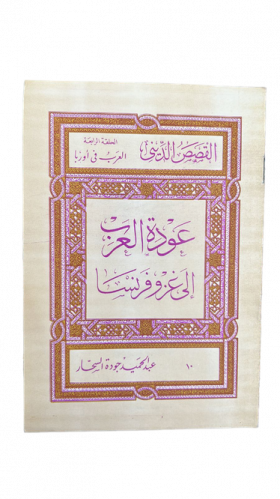 القصص الديني
الحلقة الرابعة
العرب في أوربا
عودة العرب
إلى غزو فرنسا
١٠
عبد الحميد جودة السحار